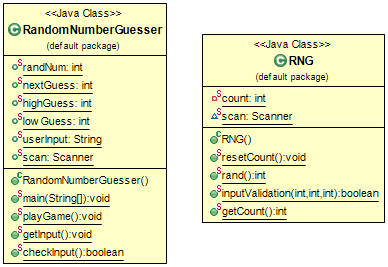 <<Java Class>>
RandomNumberGuesser
(default package)
randNum: int
nextGuess: int
highGuess: int
lowGuess: int
userInput: String
scan: Scanner
RandomNumberGuesser()
main(String[]):void
playGame():void
getInput():void
checkInput():boolean
<<Java Class>>
RNG
(default package)
count: int
scan: Scanner
RNG()
resetCount():void
rand():int
inputValidation(int,int,int):boolean
getCount():int